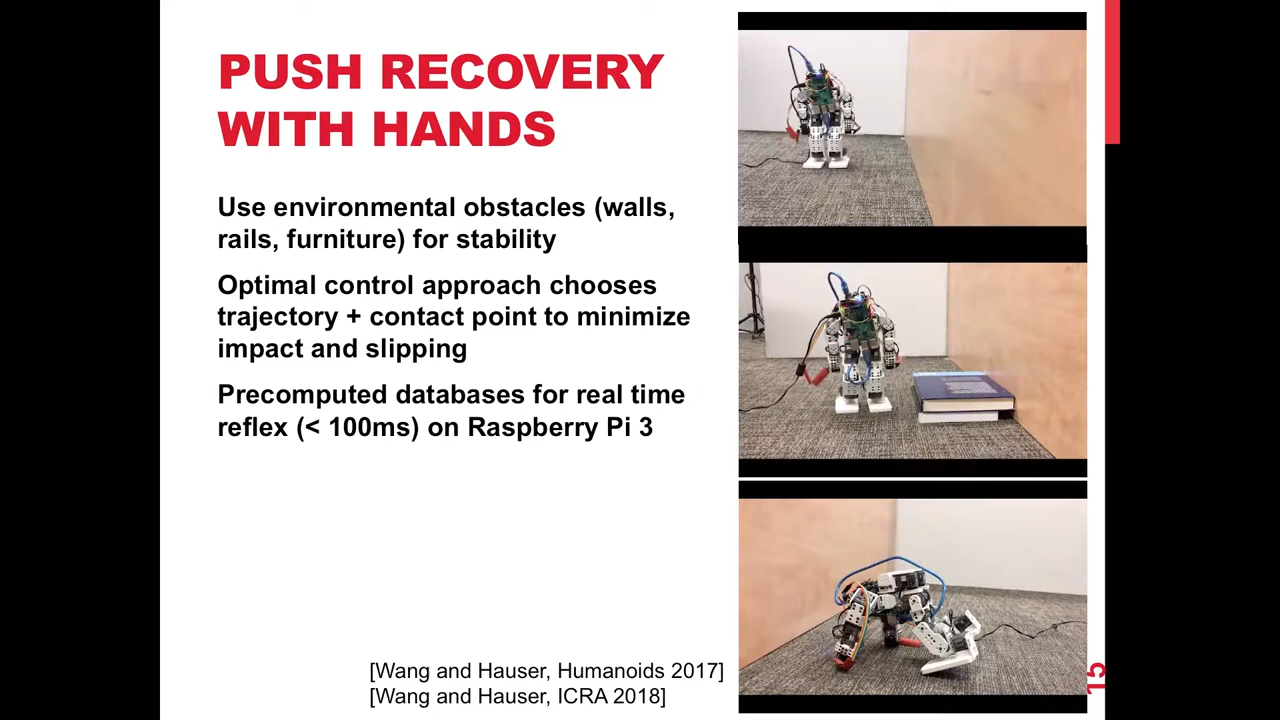 PUSH RECOVERY
WITH HANDS
Use environmental obstacles (walls,
rails, furniture) for stability
Optimal control approach chooses
trajectory + contact point to minimize
impact and slipping
Precomputed databases for real time
reflex (< 100ms) on Raspberry Pi 3
[Wang and Hauser, Humanoids 2017]
[Wang and Hauser, ICRA 2018]
15